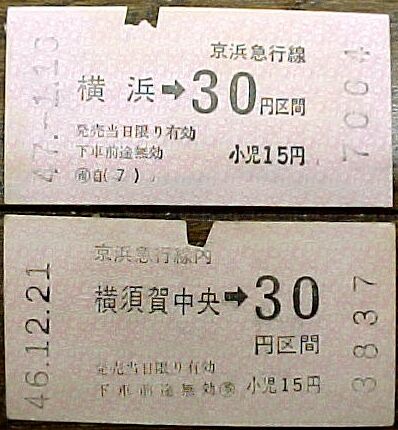 京浜急行線
横浜➡30円区間
発売当日限り有効
下車前途無効 小児15円
自(7)
7064
京浜急行線内
46.12.21
横須賀中央➡30
円区間
発売当日限り有効
下車前途無効 小児15円
3837